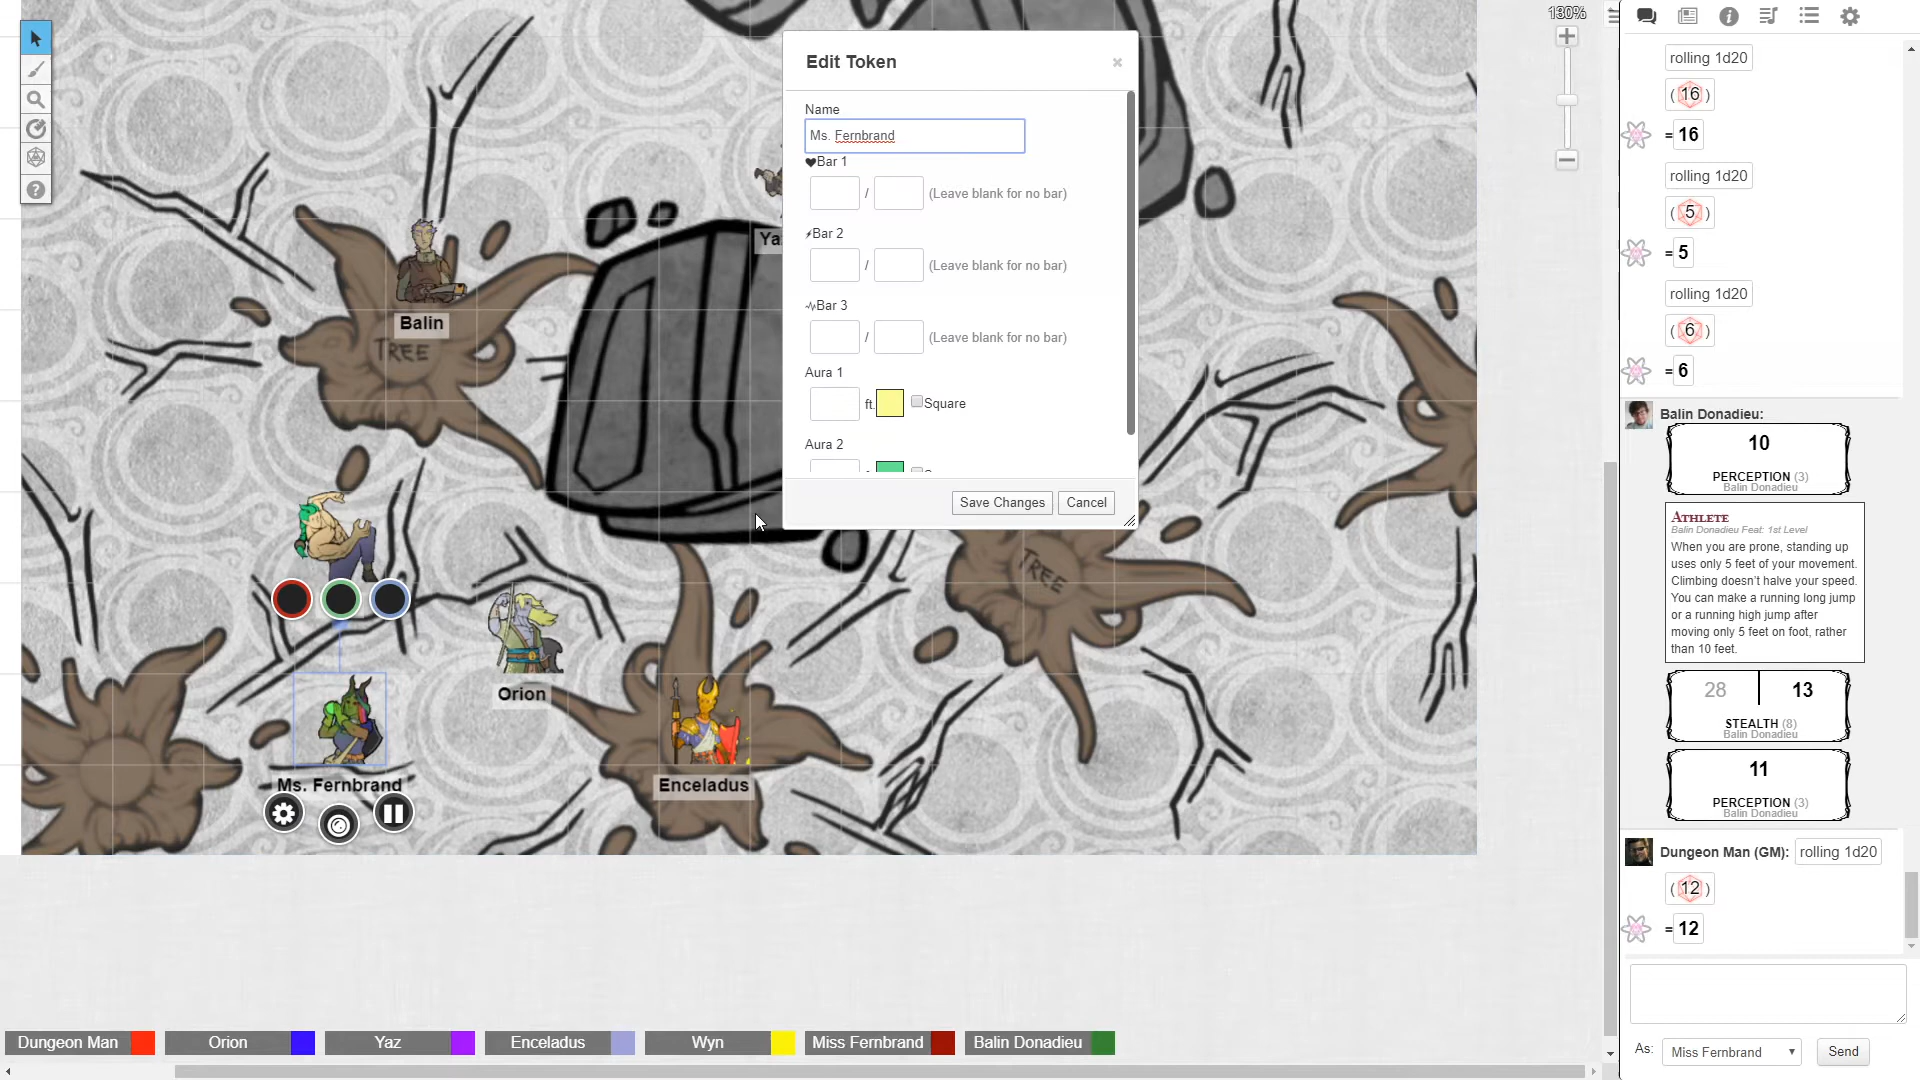 130%
Edit Token
×
Name
Ms. Fernbrand
Bar 1
/
(Leave blank for no bar)
Bar 2
/
(Leave blank for no bar)
Bar 3
/
(Leave blank for no bar)
Aura 1
ft.
Square
Aura 2
Save Changes
Cancel
Balin
TREE
Ya
Orion
TREE
Ms. Fernbrand
Enceladus
rolling 1d20
(16)
=16
rolling 1d20
(5)
=5
rolling 1d20
(6)
=6
Balin Donadieu:
10
PERCEPTION (3)
Balin Donadieu
ATHLETE
Balin Donadieu Feat: 1st Level
When you are prone, standing up
uses only 5 feet of your movement.
Climbing doesn't halve your speed.
You can make a running long jump
or a running high jump after
moving only 5 feet on foot, rather
than 10 feet.
28 13
STEALTH (8)
Balin Donadieu
11
PERCEPTION (3)
Balin Donadieu
Dungeon Man (GM): rolling 1d20
(12)
=12
As: Miss Fernbrand
Send
Dungeon Man
Orion
Yaz
Enceladus
Wyn
Miss Fernbrand
Balin Donadieu